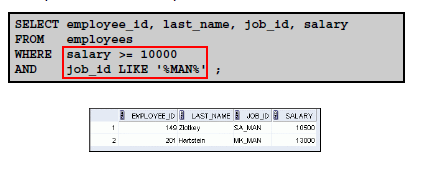 SELECT employee_id, last_name, job_id, salary
FROM employees
WHERE salary >= 10000
AND job_id LIKE '%MAN%' ;
EMPLOYEE_ID LAST_NAME JOB_ID SALARY
1 149 Zlotkey SA_MAN 10500
2 201 Hartstein MK_MAN 13000